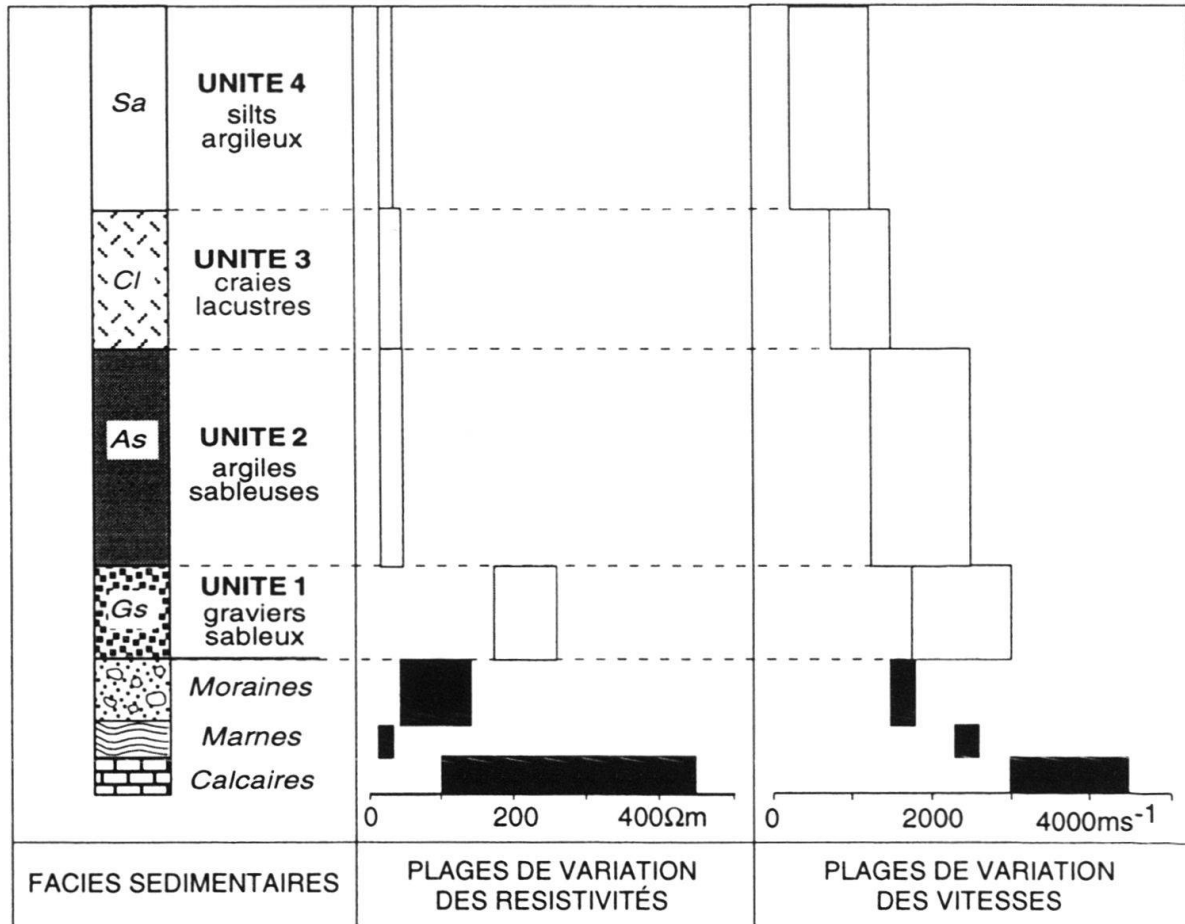 Sa
UNITE 4
silts
argileux
Cl
UNITE 3
craies
lacustres
As
UNITE 2
argiles
sableuses
Gs
UNITE 1
graviers
sableux
Moraines
Marnes
Calcaires
0 200 400Ωm
0 2000 4000ms⁻¹
FACIES SEDIMENTAIRES
PLAGES DE VARIATION
DES RESISTIVITÉS
PLAGES DE VARIATION
DES VITESSES